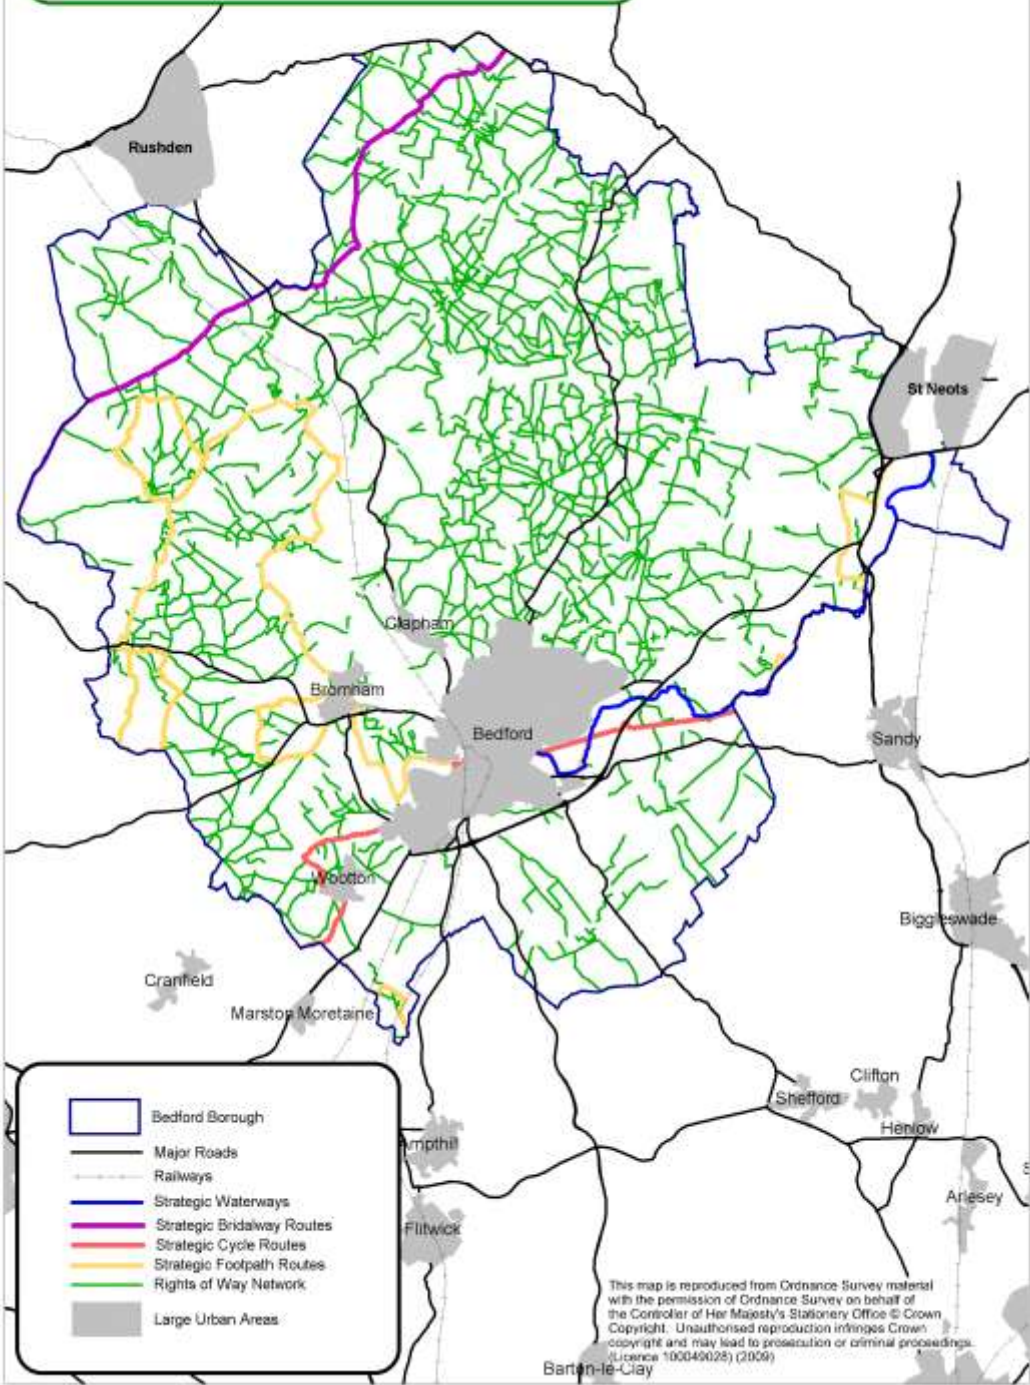 Rushden
St Neots
Clapham
Bromham
Bedford
Sandy
Wootton
Biggleswade
Cranfield
Marston Moretaine
Clifton
Shefford
Henlow
Ampthill
Arlesey
Flitwick
Bedford Borough
Major Roads
Railways
Strategic Waterways
Strategic Bridalway Routes
Strategic Cycle Routes
Strategic Footpath Routes
Rights of Way Network
Large Urban Areas
This map is reproduced from Ordnance Survey material
with the permission of Ordnance Survey on behalf of
the Controller of Her Majesty's Stationery Office © Crown
Copyright. Unauthorised reproduction infringes Crown
copyright and may lead to prosecution or criminal proceedings.
(Licence 100049028) (2009)
Barton-le-Clay